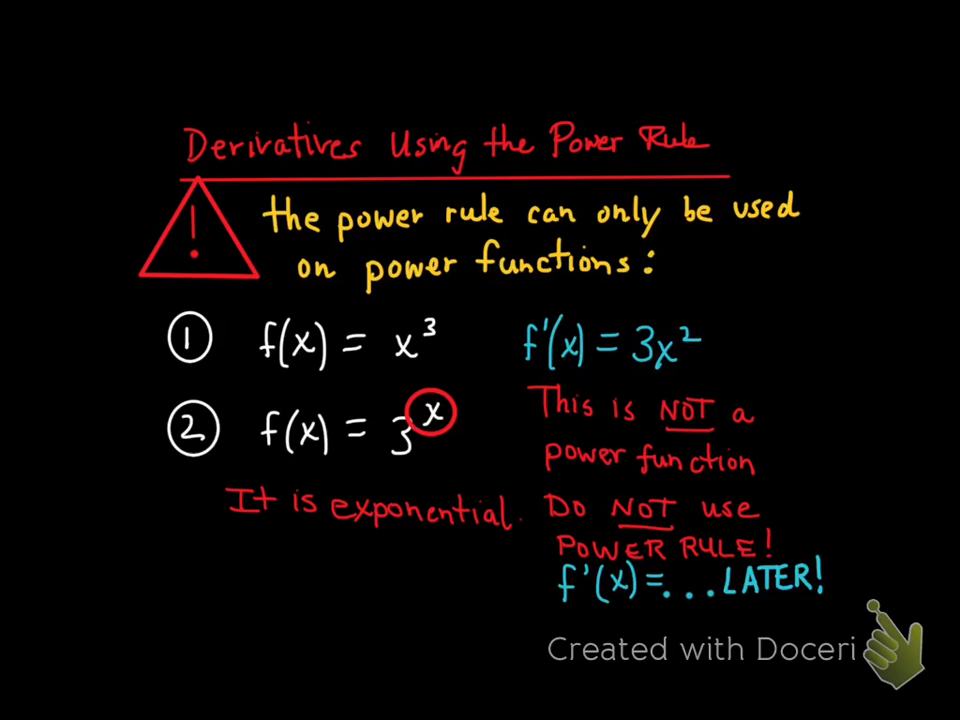 Derivatives Using the Power Rule
! the power rule can only be used
on power functions:
1 f(x) = x³ f'(x) = 3x²
2 f(x) = 3ˣ This is NOT a
power function
It is exponential. Do NOT use
POWER RULE!
f'(x) = ... LATER!
Created with Doceri